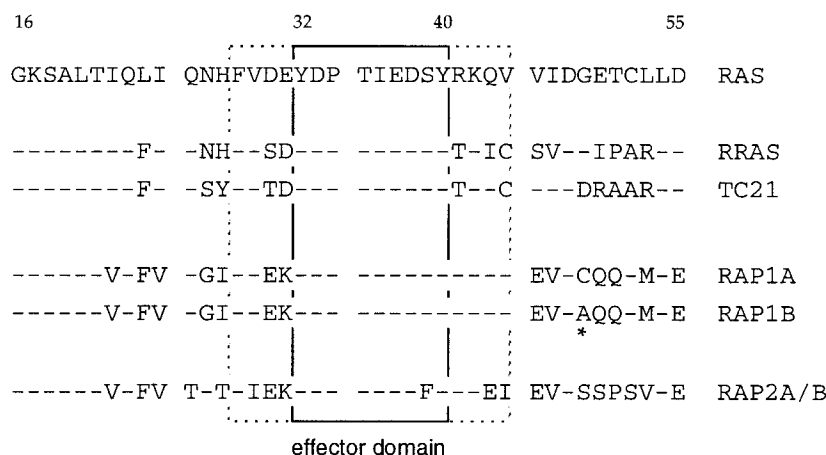 16 32 40 55
GKSALTIQLI QNHFVDEYDP TIEDSYRKQV VIDGETCLLD RAS
--------F- -NH--SD--- ------T-IC SV--IPAR-- RRAS
--------F- -SY--TD--- ------T--C ---DRAAR-- TC21
------V-FV -GI--EK--- ---------- EV-CQQ-M-E RAP1A
------V-FV -GI--EK--- ---------- EV-AQQ-M-E RAP1B
*
------V-FV T-T-IEK--- -----F---EI EV-SSPSV-E RAP2A/B
effector domain